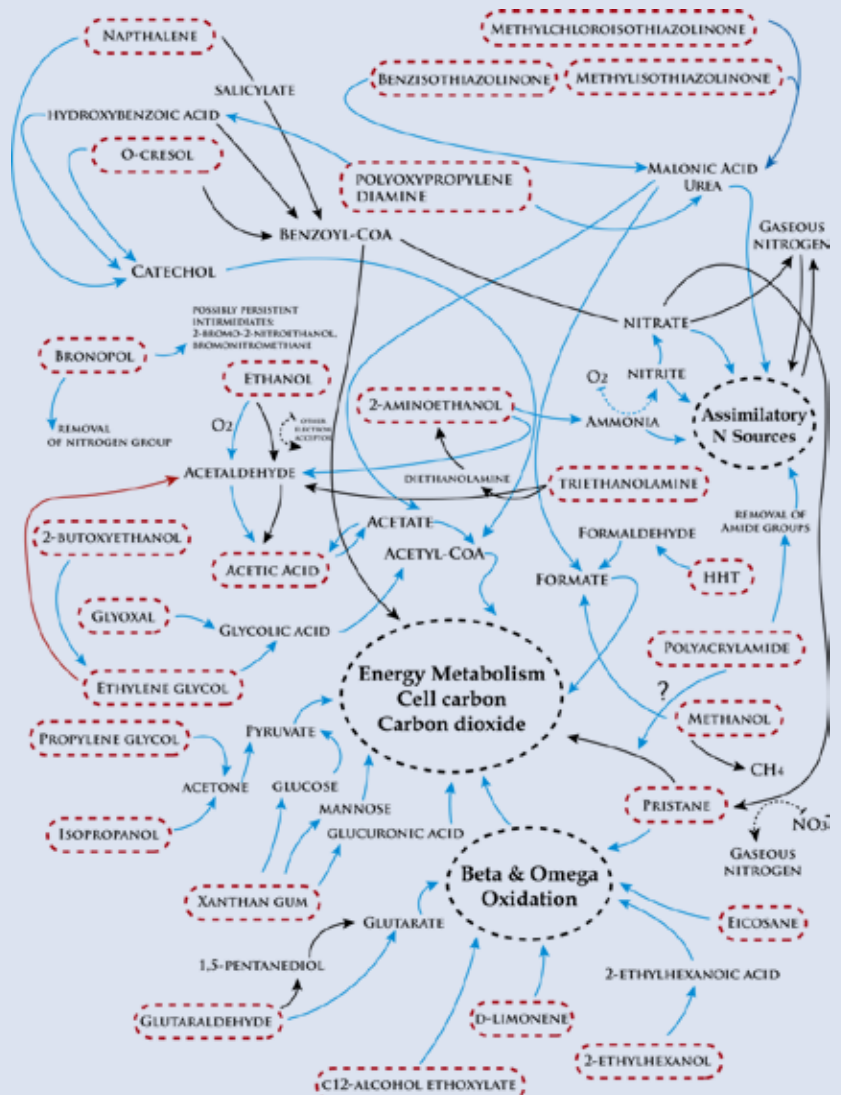 Napthalene
Methylchloroisothiazolinone
Benzisothiazolinone
Methylisothiazolinone
Salicylate
Hydroxybenzoic acid
O-cresol
Polyoxypropylene
Diamine
Malonic Acid
Urea
Benzoyl-CoA
Gaseous
Nitrogen
Catechol
Possibly persistent
intermediates:
2-bromo-2-nitroethanol,
bromonitromethane
Nitrate
Bronopol
Ethanol
O2
Nitrite
2-aminoethanol
Ammonia
Assimilatory
N Sources
Removal
of nitrogen group
O2
Other
electron
acceptor
Acetaldehyde
Diethanolamine
Triethanolamine
2-butoxyethanol
Acetate
Formaldehyde
Removal of
Amide groups
Acetic Acid
Acetyl-CoA
Formate
HHT
Glyoxal
Glycolic acid
Polyacrylamide
Energy Metabolism
Cell carbon
Carbon dioxide
Ethylene glycol
?
Methanol
Propylene glycol
Pyruvate
CH4
Acetone
Glucose
Mannose
Pristane
Isopropanol
Glucuronic acid
NO3-
Gaseous
Nitrogen
Beta & Omega
Oxidation
Xanthan gum
Glutarate
Eicosane
1,5-pentanediol
2-ethylhexanoic acid
Glutaraldehyde
d-Limonene
2-ethylhexanol
C12-alcohol ethoxylate